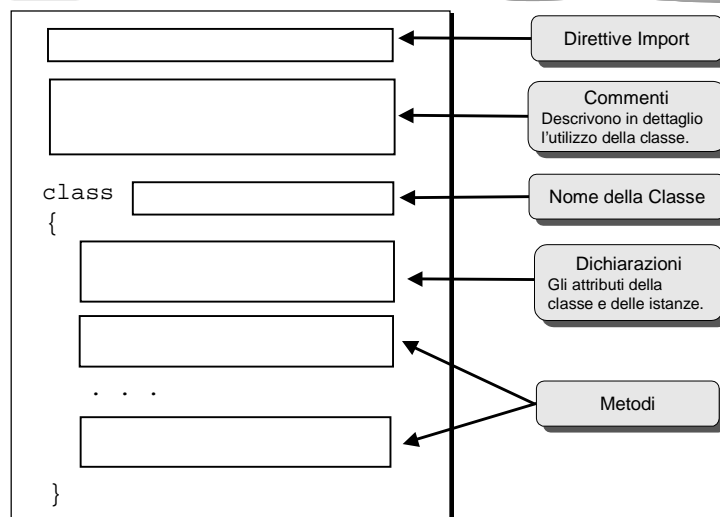 Direttive Import
Commenti
Descrivono in dettaglio
l'utilizzo della classe.
class
Nome della Classe
{
Dichiarazioni
Gli attributi della
classe e delle istanze.
. . .
Metodi
}